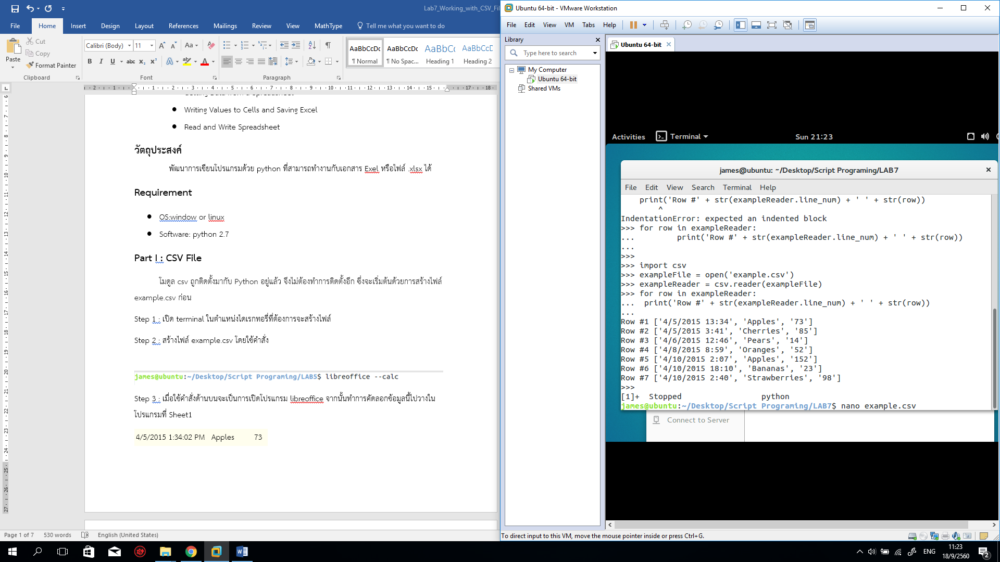 Lab7_Working_with_CSV_Fil
File Home Insert Design Layout References Mailings Review View MathType Tell me what you want to do
Cut
Copy
Format Painter
Paste
Clipboard
Calibri (Body) 11
Font
Paragraph
AaBbCcDc AaBbCcDc AaBbCc AaBbCcD
¶ Normal ¶ No Spac... Heading 1 Heading 2
Writing Values to Cells and Saving Excel
Read and Write Spreadsheet
วัตถุประสงค์
พัฒนาการเขียนโปรแกรมด้วย python ที่สามารถทำงานกับเอกสาร Exel หรือไฟล์ .xlsx ได้
Requirement
OS:window or linux
Software: python 2.7
Part I : CSV File
โมดูล csv ถูกติดตั้งมากับ Python อยู่แล้ว จึงไม่ต้องทำการติดตั้งอีก ซึ่งจะเริ่มต้นด้วยการสร้างไฟล์
example.csv ก่อน
Step 1 : เปิด terminal ในตำแหน่งไดเรกทอรี่ที่ต้องการจะสร้างไฟล์
Step 2 : สร้างไฟล์ example.csv โดยใช้คำสั่ง
james@ubuntu:~/Desktop/Script Programing/LAB5$ libreoffice --calc
Step 3 : เมื่อใช้คำสั่งด้านบนจะเป็นการเปิดโปรแกรม libreoffice จากนั้นทำการคัดลอกข้อมูลนี้ไปวางใน
โปรแกรมที่ Sheet1
4/5/2015 1:34:02 PM Apples 73
Page 1 of 7 530 words English (United States)
Ubuntu 64-bit - VMware Workstation
File Edit View VM Tabs Help
Library
Type here to search
My Computer
Ubuntu 64-bit
Shared VMs
Ubuntu 64-bit
Activities Terminal Sun 21:23
james@ubuntu: ~/Desktop/Script Programing/LAB7
File Edit View Search Terminal Help
print('Row #' + str(exampleReader.line_num) + ' ' + str(row))
^
IndentationError: expected an indented block
>>> for row in exampleReader:
... print('Row #' + str(exampleReader.line_num) + ' ' + str(row))
...
>>>
>>> import csv
>>> exampleFile = open('example.csv')
>>> exampleReader = csv.reader(exampleFile)
>>> for row in exampleReader:
... print('Row #' + str(exampleReader.line_num) + ' ' + str(row))
...
Row #1 ['4/5/2015 13:34', 'Apples', '73']
Row #2 ['4/5/2015 3:41', 'Cherries', '85']
Row #3 ['4/6/2015 12:46', 'Pears', '14']
Row #4 ['4/8/2015 8:59', 'Oranges', '52']
Row #5 ['4/10/2015 2:07', 'Apples', '152']
Row #6 ['4/10/2015 18:10', 'Bananas', '23']
Row #7 ['4/10/2015 2:40', 'Strawberries', '98']
>>>
[1]+ Stopped python
james@ubuntu:~/Desktop/Script Programing/LAB7$ nano example.csv
Connect to Server
To direct input to this VM, move the mouse pointer inside or press Ctrl+G.
ENG
11:23
18/9/2560
2